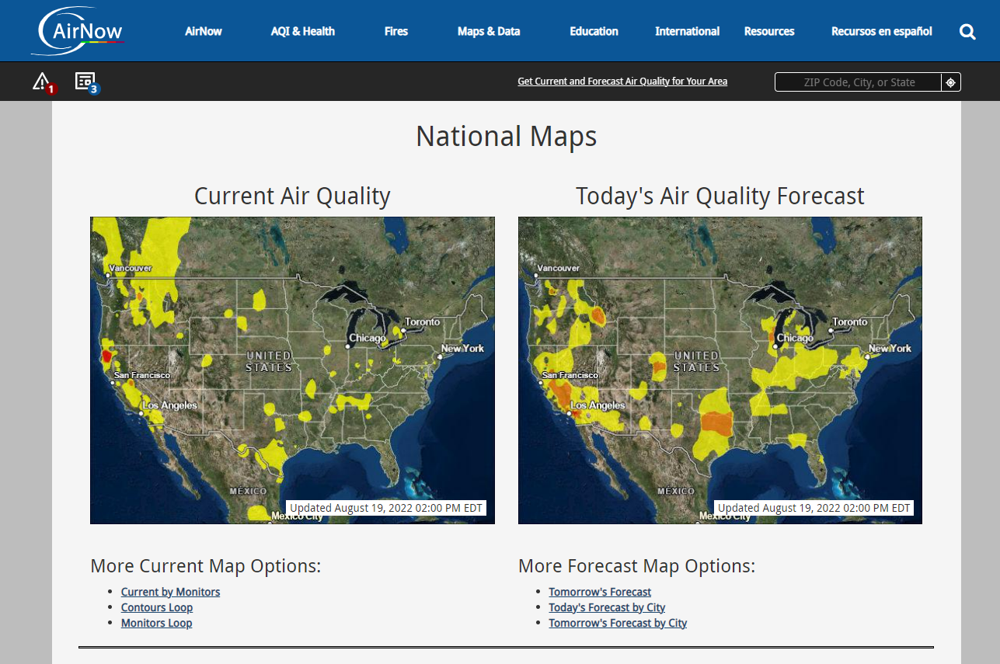 AirNow
AirNow
AQI & Health
Fires
Maps & Data
Education
International
Resources
Recursos en español
1
3
Get Current and Forecast Air Quality for Your Area
ZIP Code, City, or State
National Maps
Current Air Quality
Vancouver
Toronto
Chicago
New York
UNITED
STATES
San Francisco
Los Angeles
MÉXICO
Updated August 19, 2022 02:00 PM EDT
Mexico City
Today's Air Quality Forecast
Vancouver
Toronto
Chicago
New York
UNITED
STATES
San Francisco
Los Angeles
MÉXICO
Updated August 19, 2022 02:00 PM EDT
Mexico City
More Current Map Options:
Current by Monitors
Contours Loop
Monitors Loop
More Forecast Map Options:
Tomorrow's Forecast
Today's Forecast by City
Tomorrow's Forecast by City